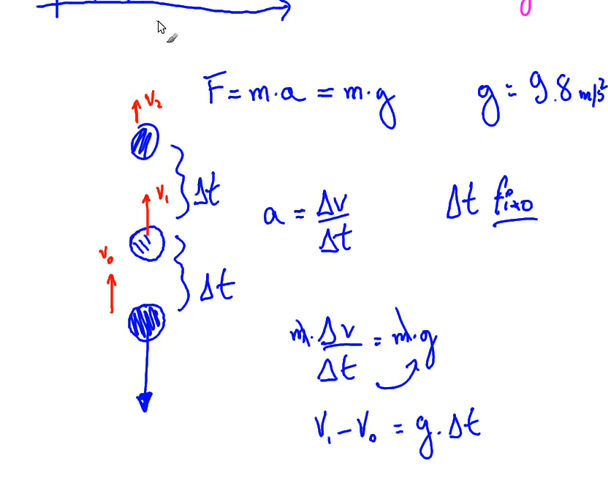 g
F = m·a = m·g
g = 9.8 m/s²
v₂
Δt
v₁
a = Δv/Δt
Δt fixo
v₀
Δt
m·Δv/Δt = m·g
v₁ − v₀ = g·Δt